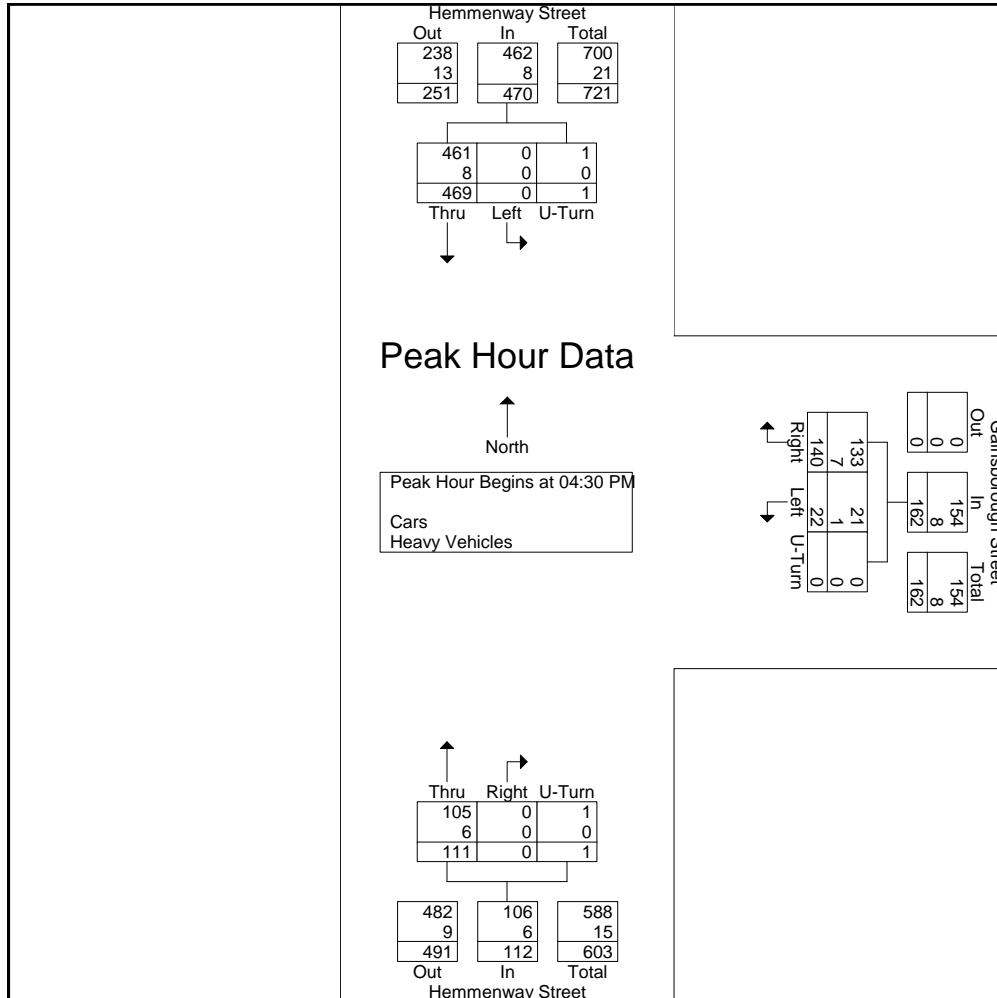 Hemmenway Street
Out In Total
238 462 700
13 8 21
251 470 721
461 0 1
8 0 0
469 0 1
Thru Left U-Turn
Peak Hour Data
North
Peak Hour Begins at 04:30 PM
Cars
Heavy Vehicles
Gainsborough Street
Out In Total
0 154 154
0 8 8
0 162 162
133 21 0
7 1 0
140 22 0
Right Left U-Turn
Thru Right U-Turn
105 0 1
6 0 0
111 0 1
482 106 588
9 6 15
491 112 603
Out In Total
Hemmenway Street